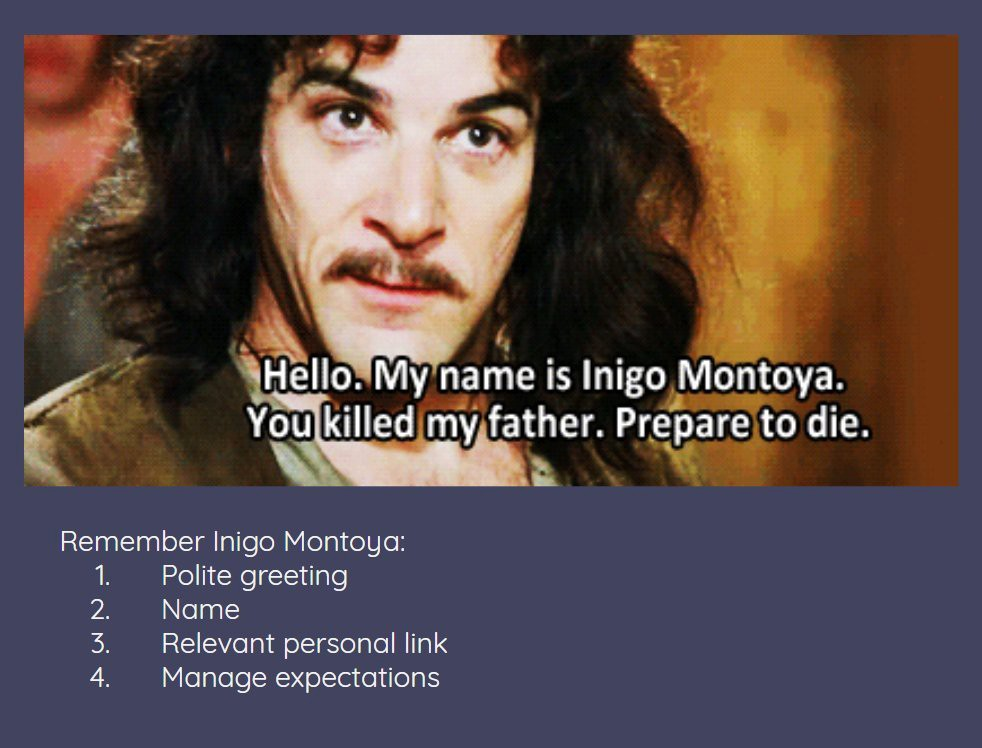 Hello. My name is Inigo Montoya.
You killed my father. Prepare to die.
Remember Inigo Montoya:
1. Polite greeting
2. Name
3. Relevant personal link
4. Manage expectations